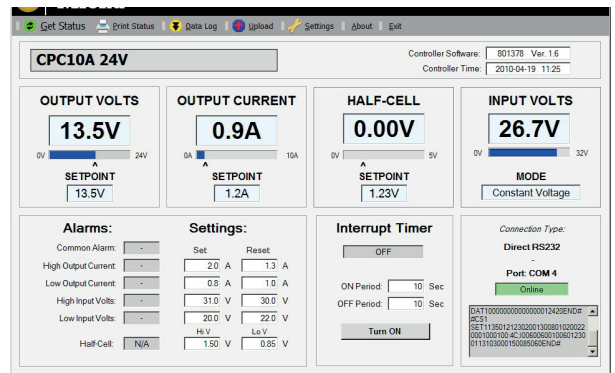 Get Status Print Status Data Log Upload Settings About Exit
CPC10A 24V
Controller Software: 801378 Ver. 1.6
Controller Time: 2010-04-19 11:25
OUTPUT VOLTS OUTPUT CURRENT HALF-CELL INPUT VOLTS
13.5V 0.9A 0.00V 26.7V
0V 24V 0A 10A 0V 5V 0V 32V
SETPOINT SETPOINT SETPOINT MODE
13.5V 1.2A 1.23V Constant Voltage
Alarms: Settings:
Common Alarm: - Set Reset
High Output Current: - 2.0 A 1.3 A
Low Output Current: - 0.8 A 1.0 A
High Input Volts: - 31.0 V 30.0 V
Low Input Volts: - 20.0 V 22.0 V
Hi V Lo V
Half-Cell: N/A 1.50 V 0.85 V
Interrupt Timer
OFF
ON Period: 10 Sec
OFF Period: 10 Sec
Turn ON
Connection Type:
Direct RS232
-
Port: COM 4
Online
DAT10000000000000012420END#
#CS1